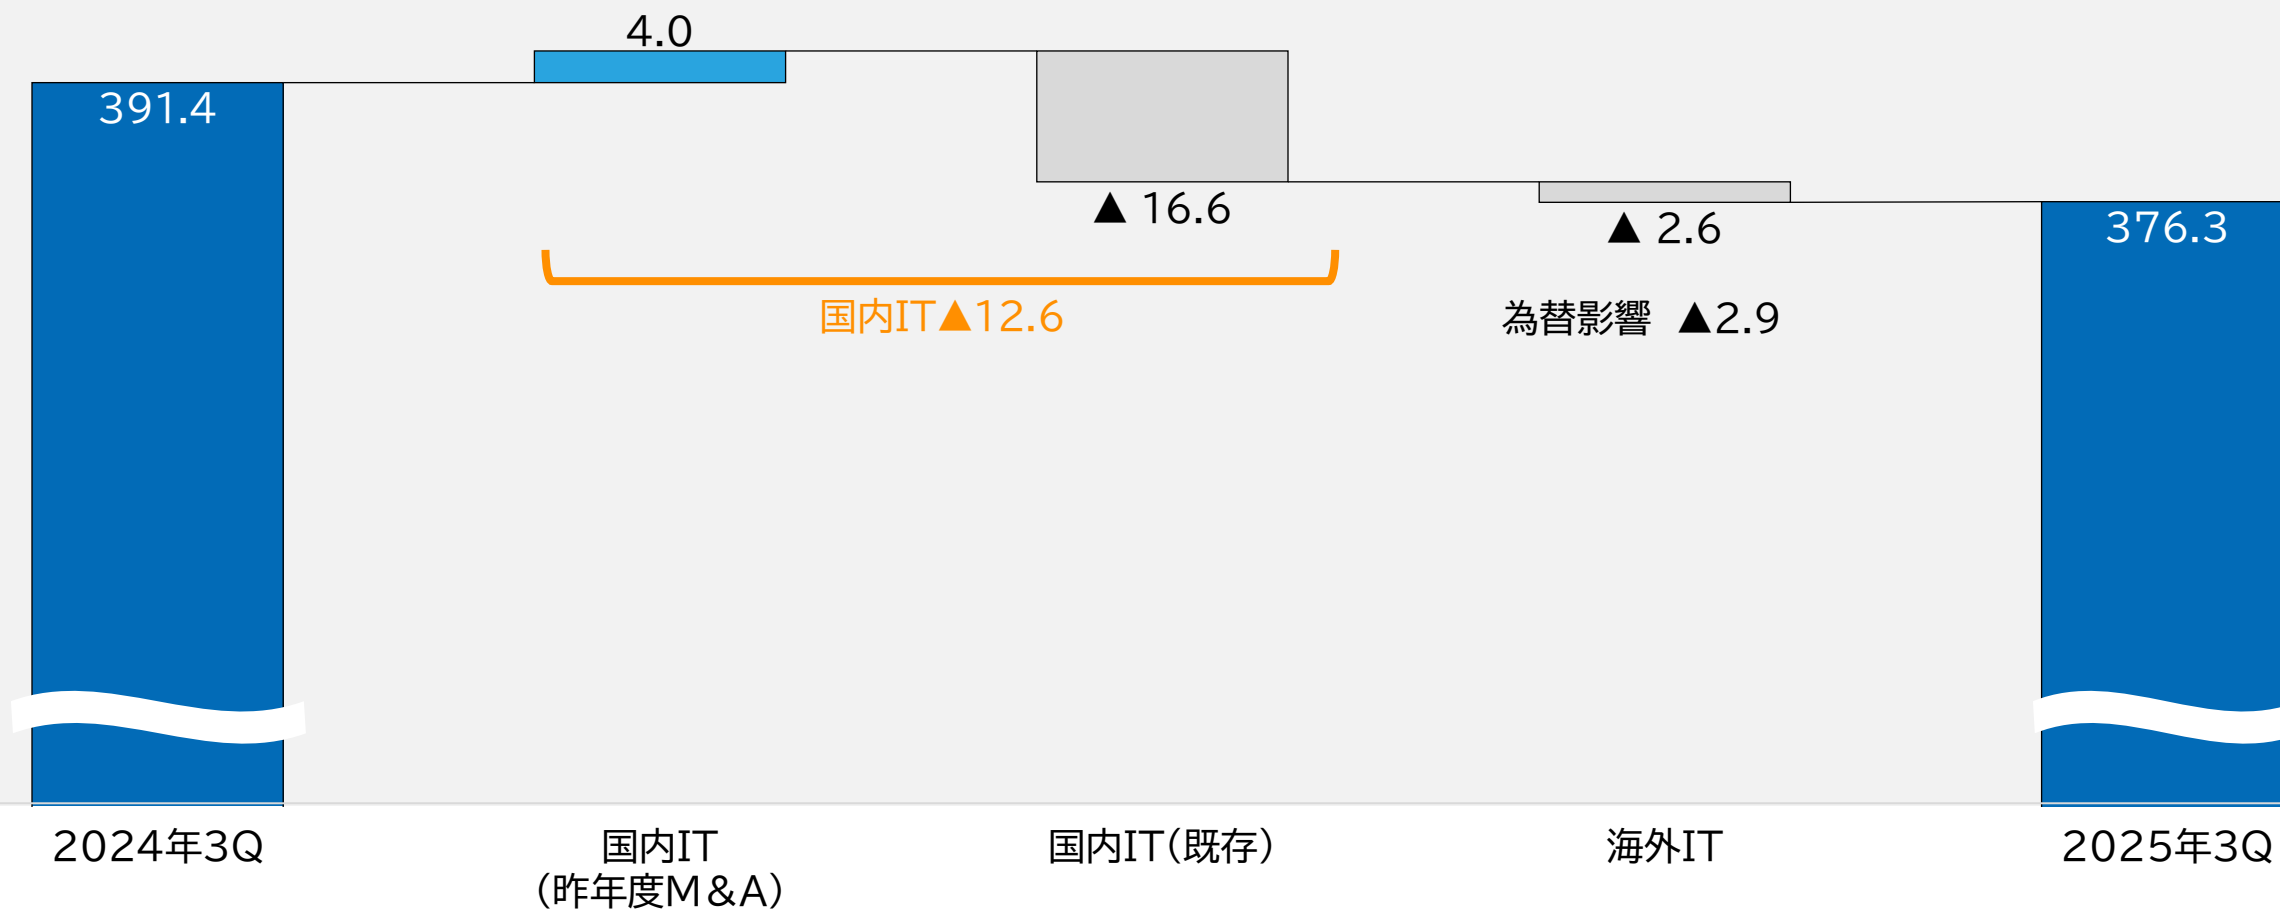 4.0
391.4
▲ 16.6
▲ 2.6
376.3
国内IT▲12.6
為替影響 ▲2.9
2024年3Q
国内IT
（昨年度M＆A）
国内IT（既存）
海外IT
2025年3Q